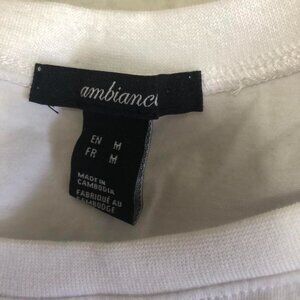 ambiance
EN M
FR M
MADE IN
CAMBODIA
FABRIQUÉ AU
CAMBODGE